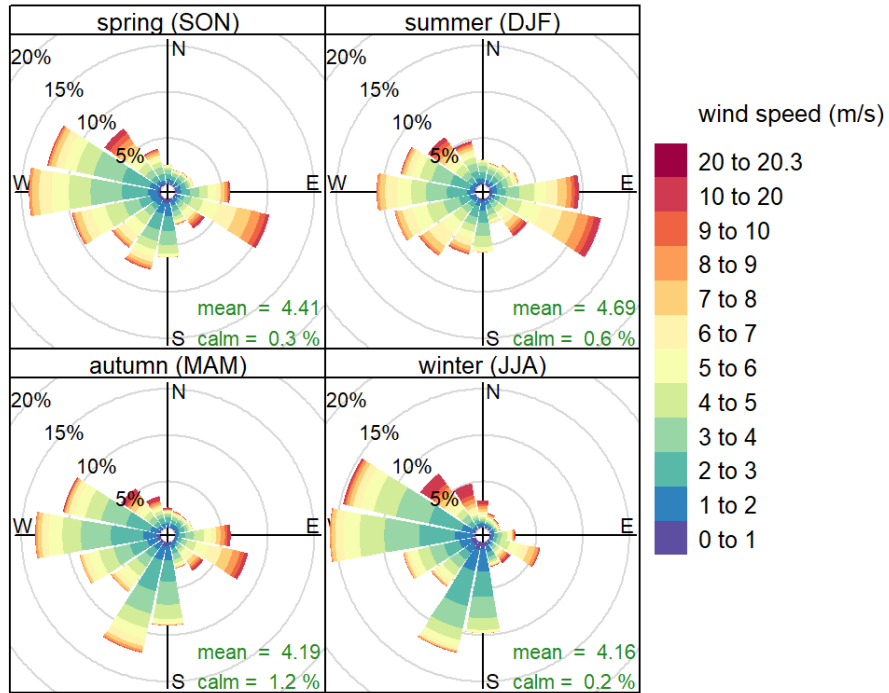 spring (SON)
N
20%
15%
10%
5%
W
E
S
mean = 4.41
calm = 0.3 %
summer (DJF)
N
20%
15%
10%
5%
W
E
S
mean = 4.69
calm = 0.6 %
autumn (MAM)
N
20%
15%
10%
5%
W
E
S
mean = 4.19
calm = 1.2 %
winter (JJA)
N
20%
15%
10%
5%
W
E
S
mean = 4.16
calm = 0.2 %
wind speed (m/s)
20 to 20.3
10 to 20
9 to 10
8 to 9
7 to 8
6 to 7
5 to 6
4 to 5
3 to 4
2 to 3
1 to 2
0 to 1